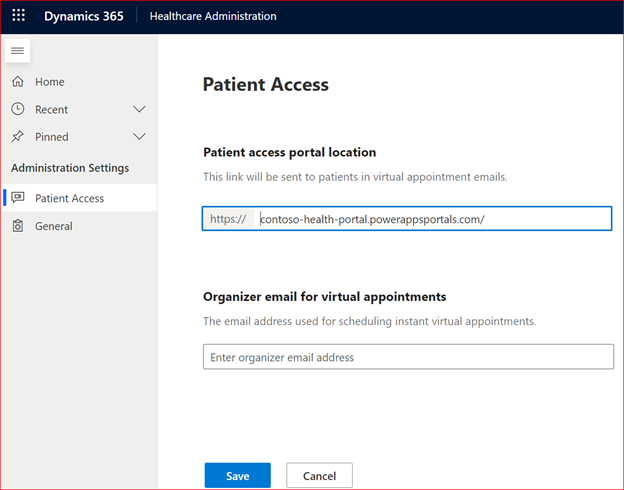 Dynamics 365 Healthcare Administration
Home
Recent
Pinned
Administration Settings
Patient Access
General
Patient Access
Patient access portal location
This link will be sent to patients in virtual appointment emails.
https:// contoso-health-portal.powerappsportals.com/
Organizer email for virtual appointments
The email address used for scheduling instant virtual appointments.
Enter organizer email address
Save Cancel